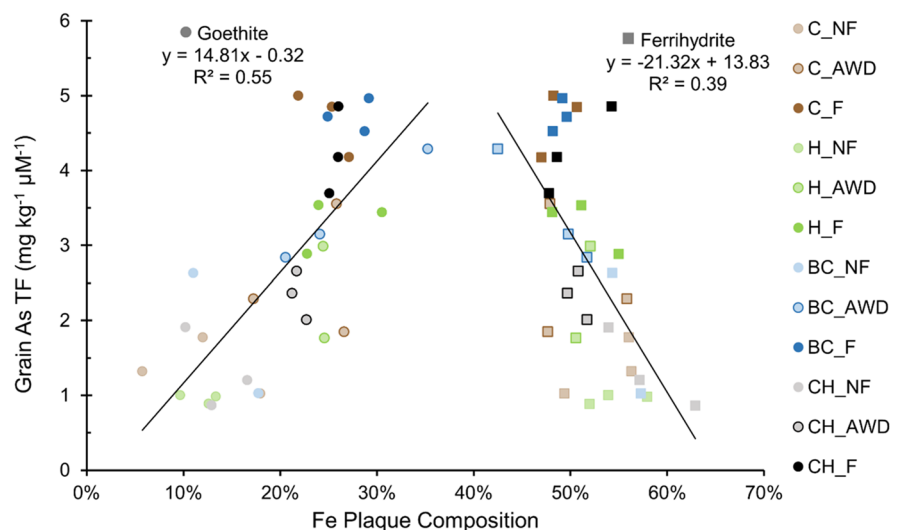 6
5
4
3
2
1
0
Grain As TF (mg kg⁻¹ µM⁻¹)
Goethite
y = 14.81x - 0.32
R² = 0.55
Ferrihydrite
y = -21.32x + 13.83
R² = 0.39
0% 10% 20% 30% 40% 50% 60% 70%
Fe Plaque Composition
C_NF
C_AWD
C_F
H_NF
H_AWD
H_F
BC_NF
BC_AWD
BC_F
CH_NF
CH_AWD
CH_F